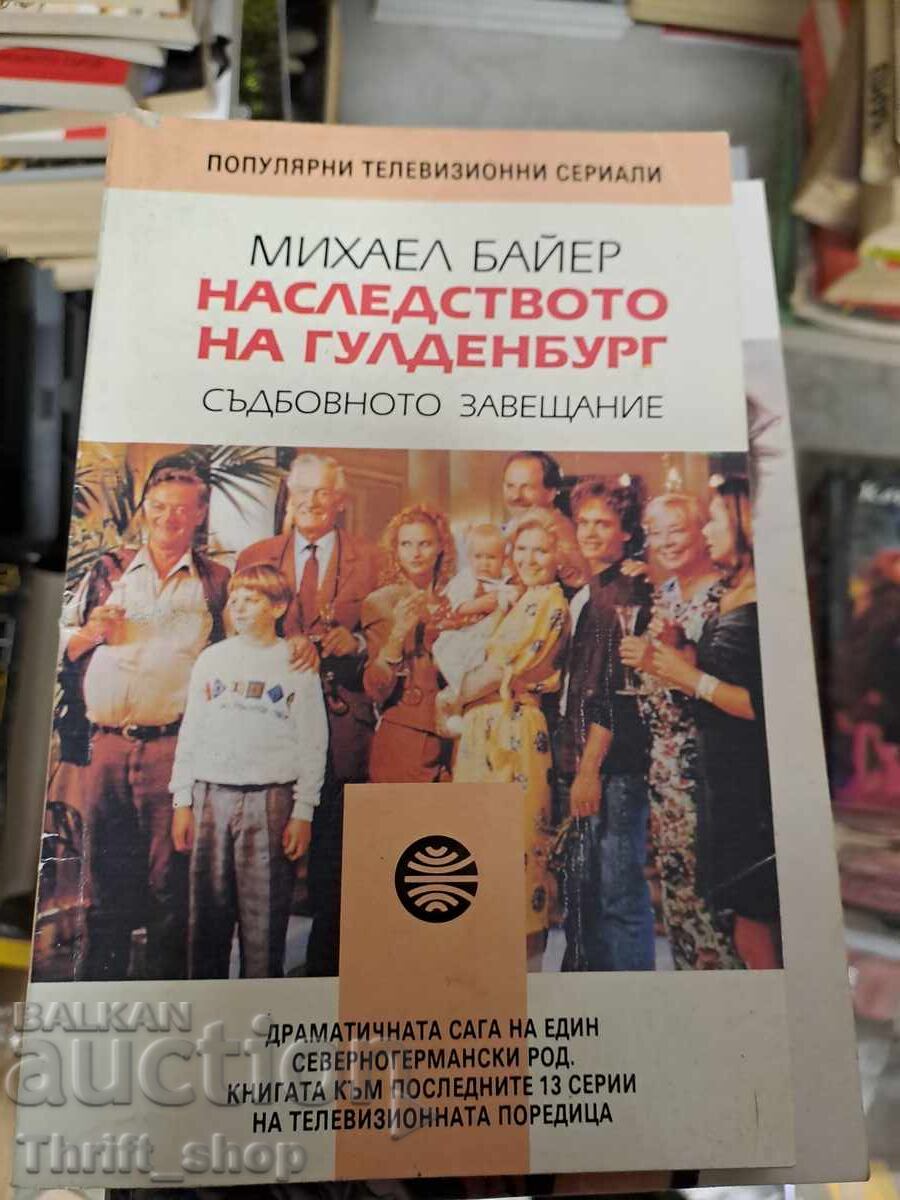 ПОПУЛЯРНИ ТЕЛЕВИЗИОННИ СЕРИАЛИ
МИХАЕЛ БАЙЕР
НАСЛЕДСТВОТО
НА ГУЛДЕНБУРГ
СЪДБОВНОТО ЗАВЕЩАНИЕ
ДРАМАТИЧНАТА САГА НА ЕДИН
СЕВЕРНОГЕРМАНСКИ РОД.
КНИГАТА КЪМ ПОСЛЕДНИТЕ 13 СЕРИИ
НА ТЕЛЕВИЗИОННАТА ПОРЕДИЦА
BALKAN
auction
Thrift_shop